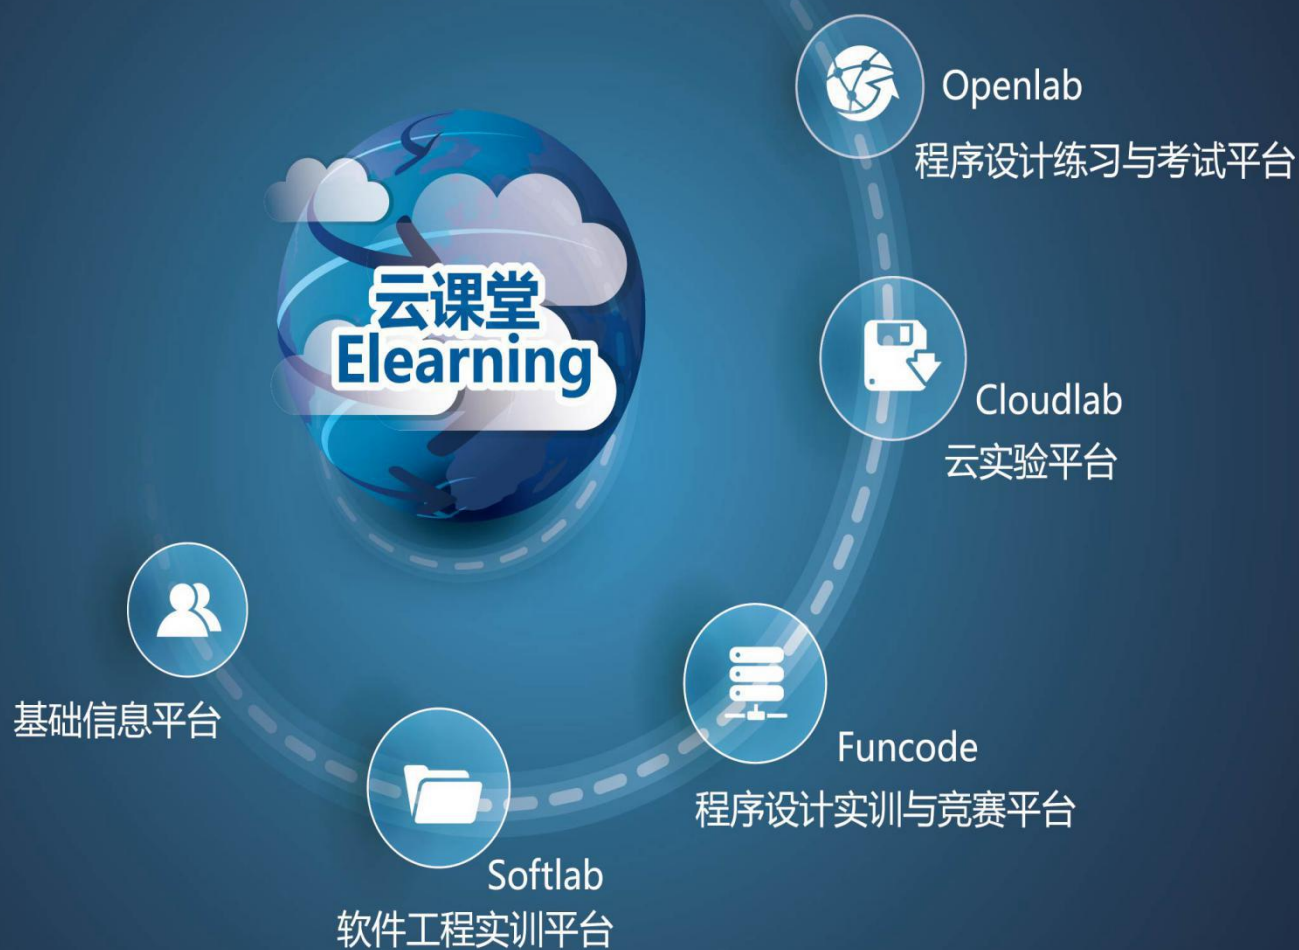 Openlab
程序设计练习与考试平台
云课堂
Elearning
Cloudlab
云实验平台
基础信息平台
Funcode
程序设计实训与竞赛平台
Softlab
软件工程实训平台